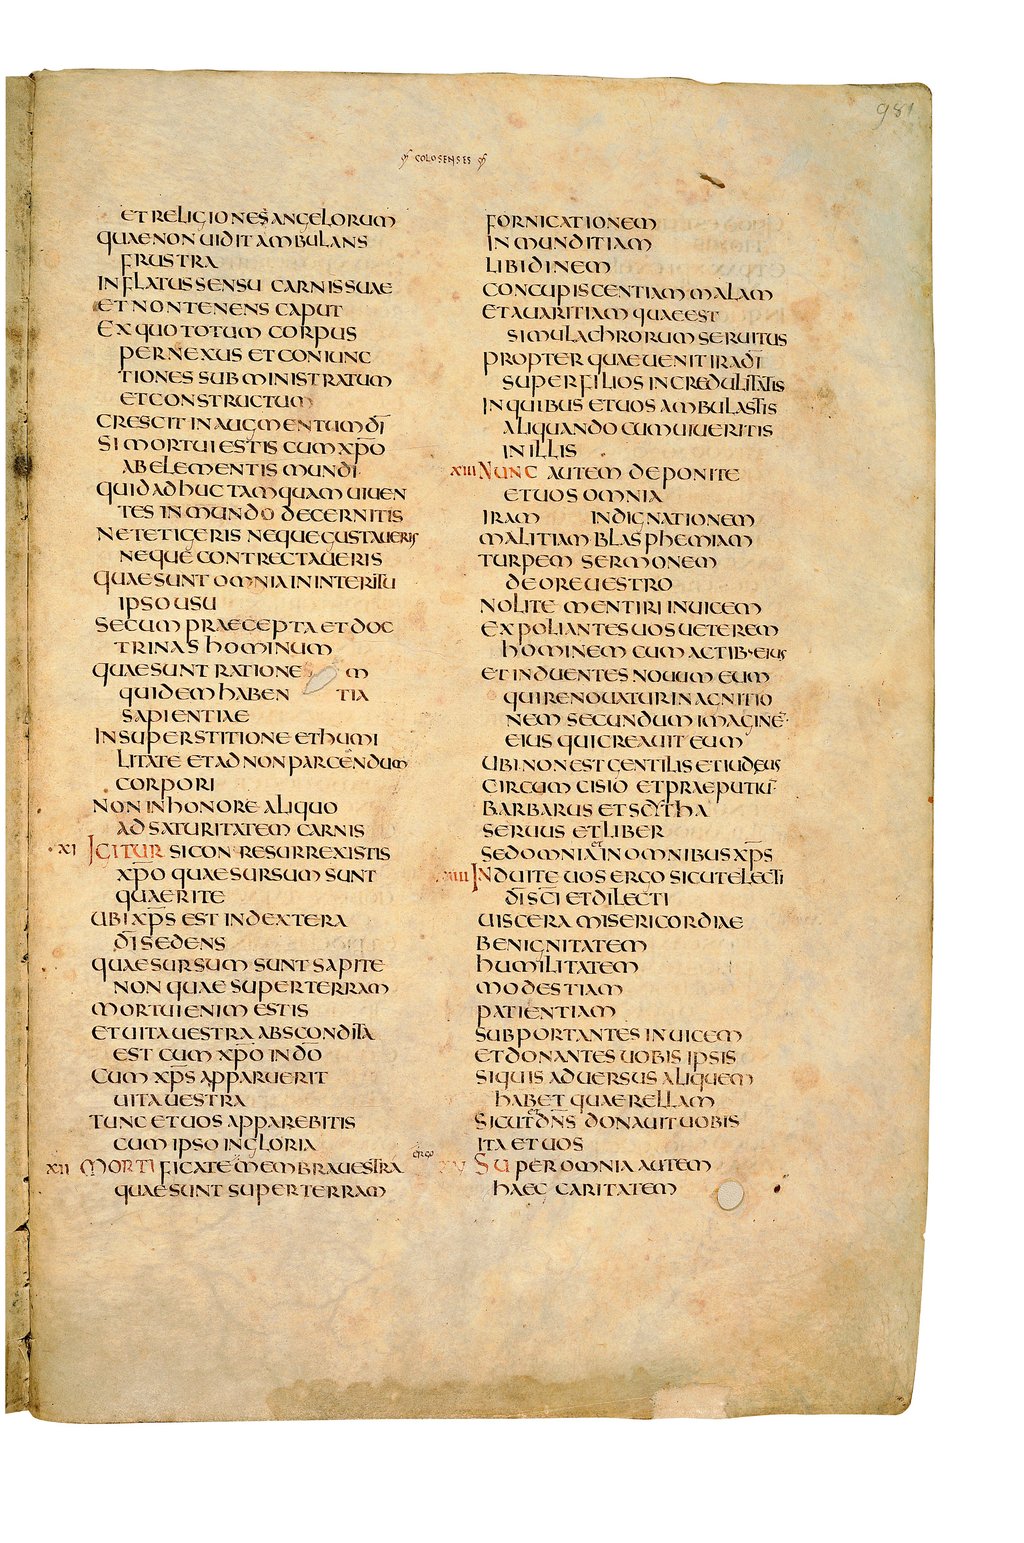 981
COLOSENSES
ET RELIGIONES ANGELORUM
QUAE NON UIDIT AMBULANS
FRUSTRA
INFLATUS SENSU CARNIS SUAE
ET NON TENENS CAPUT
EX QUO TOTUM CORPUS
PER NEXUS ET CONIUNC
TIONES SUBMINISTRATUM
ET CONSTRUCTUM
CRESCIT IN AUGMENTUM DI
SI MORTUI ESTIS CUM XPO
AB ELEMENTIS MUNDI
QUID ADHUC TAMQUAM UIUEN
TES IN MUNDO DECERNITIS
NE TETIGERIS NEQUE GUSTAUERIS
NEQUE CONTRECTAUERIS
QUAE SUNT OMNIA IN INTERITU
IPSO USU
SECUM PRAECEPTA ET DOC
TRINAS HOMINUM
QUAE SUNT RATIONE M
QUIDEM HABEN TIA
SAPIENTIAE
IN SUPERSTITIONE ET HUMI
LITATE ET AD NON PARCENDUM
CORPORI
NON IN HONORE ALIQUO
AD SATURITATEM CARNIS
XI IGITUR SI CON RESURREXISTIS
XPO QUAE SURSUM SUNT
QUAERITE
UBI XPS EST IN DEXTERA
DI SEDENS
QUAE SURSUM SUNT SAPITE
NON QUAE SUPER TERRAM
MORTUI ENIM ESTIS
ET UITA UESTRA ABSCONDITA
EST CUM XPO IN DO
CUM XPS APPARUERIT
UITA UESTRA
TUNC ET UOS APPAREBITIS
CUM IPSO IN GLORIA
XII MORTIFICATE MEMBRA UESTRA ergo
QUAE SUNT SUPER TERRAM
FORNICATIONEM
INMUNDITIAM
LIBIDINEM
CONCUPISCENTIAM MALAM
ET AUARITIAM QUAE EST
SIMULACHRORUM SERUITUS
PROPTER QUAE UENIT IRA DI
SUPER FILIOS INCREDULITATIS
IN QUIBUS ET UOS AMBULASTIS
ALIQUANDO CUM UIUERITIS
IN ILLIS
XIII NUNC AUTEM DEPONITE
ET UOS OMNIA
IRAM INDIGNATIONEM
MALITIAM BLASPHEMIAM
TURPEM SERMONEM
DE ORE UESTRO
NOLITE MENTIRI INUICEM
EXPOLIANTES UOS UETEREM
HOMINEM CUM ACTIB· EIUS
ET INDUENTES NOUUM EUM
QUI RENOUATUR IN AGNITIO
NEM SECUNDUM IMAGINE
EIUS QUI CREAUIT EUM
UBI NON EST GENTILIS ET IUDEUS
CIRCUMCISIO ET PRAEPUTIU
BARBARUS ET SCYTHA
SERUUS ET LIBER
SED OMNIA et IN OMNIBUS XPS
XIIII INDUITE UOS ERGO SICUT ELECTI
DI SCI ET DILECTI
UISCERA MISERICORDIAE
BENIGNITATEM
HUMILITATEM
MODESTIAM
PATIENTIAM
SUBPORTANTES INUICEM
ET DONANTES UOBIS IPSIS
SI QUIS ADUERSUS ALIQUEM
HABET QUAERELLAM
SICUT et DNS DONAUIT UOBIS
ITA ET UOS
XV SUPER OMNIA AUTEM
HAEC CARITATEM